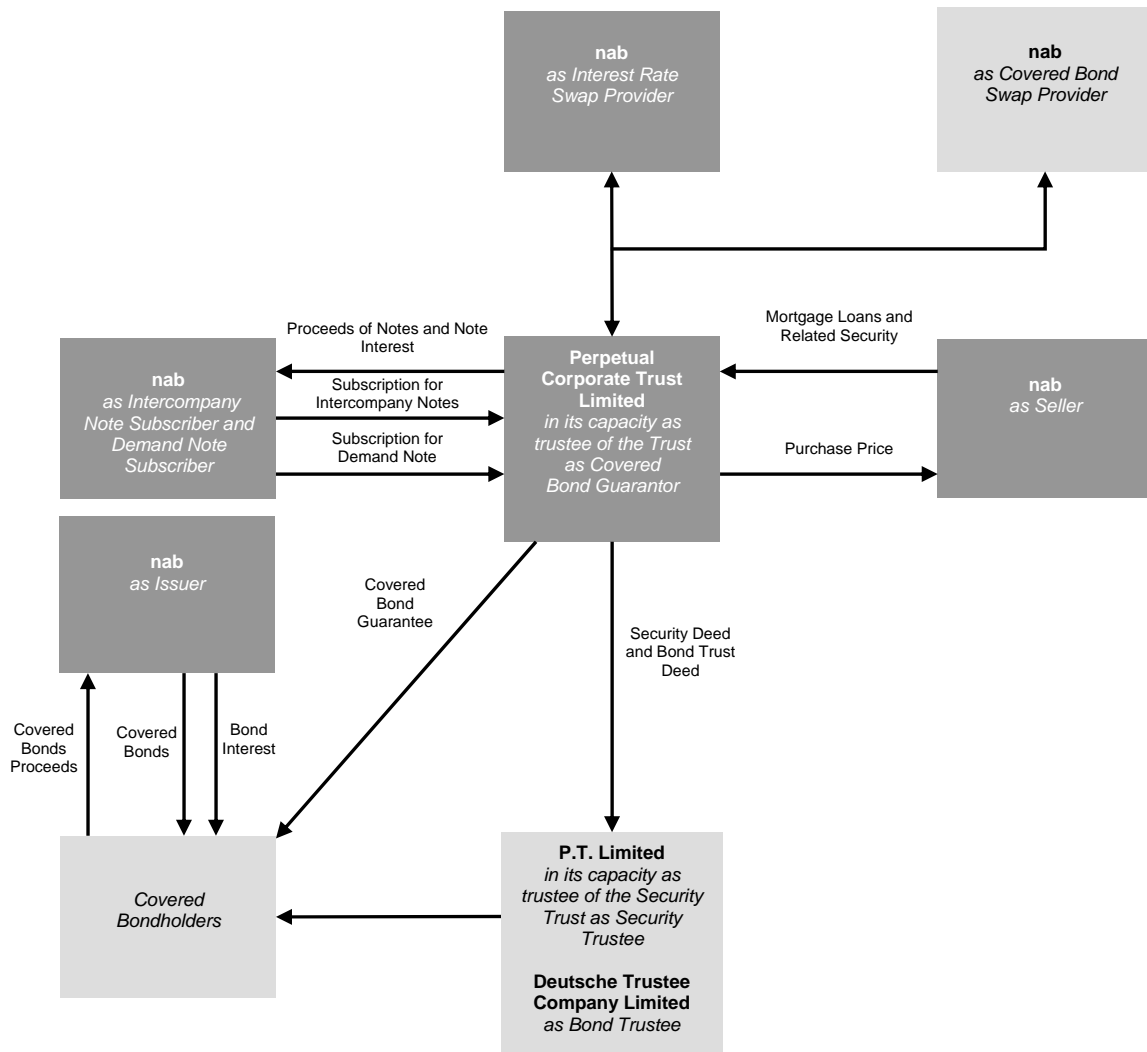 nab
as Interest Rate
Swap Provider
nab
as Covered Bond
Swap Provider
Proceeds of Notes and Note
Interest
Mortgage Loans and
Related Security
nab
as Intercompany
Note Subscriber and
Demand Note
Subscriber
Subscription for
Intercompany Notes
Subscription for
Demand Note
Perpetual
Corporate Trust
Limited
in its capacity as
trustee of the Trust
as Covered
Bond Guarantor
nab
as Seller
Purchase Price
nab
as Issuer
Covered
Bond
Guarantee
Security Deed
and Bond Trust
Deed
Covered
Bonds
Proceeds
Covered
Bonds
Bond
Interest
Covered
Bondholders
P.T. Limited
in its capacity as
trustee of the Security
Trust as Security
Trustee
Deutsche Trustee
Company Limited
as Bond Trustee